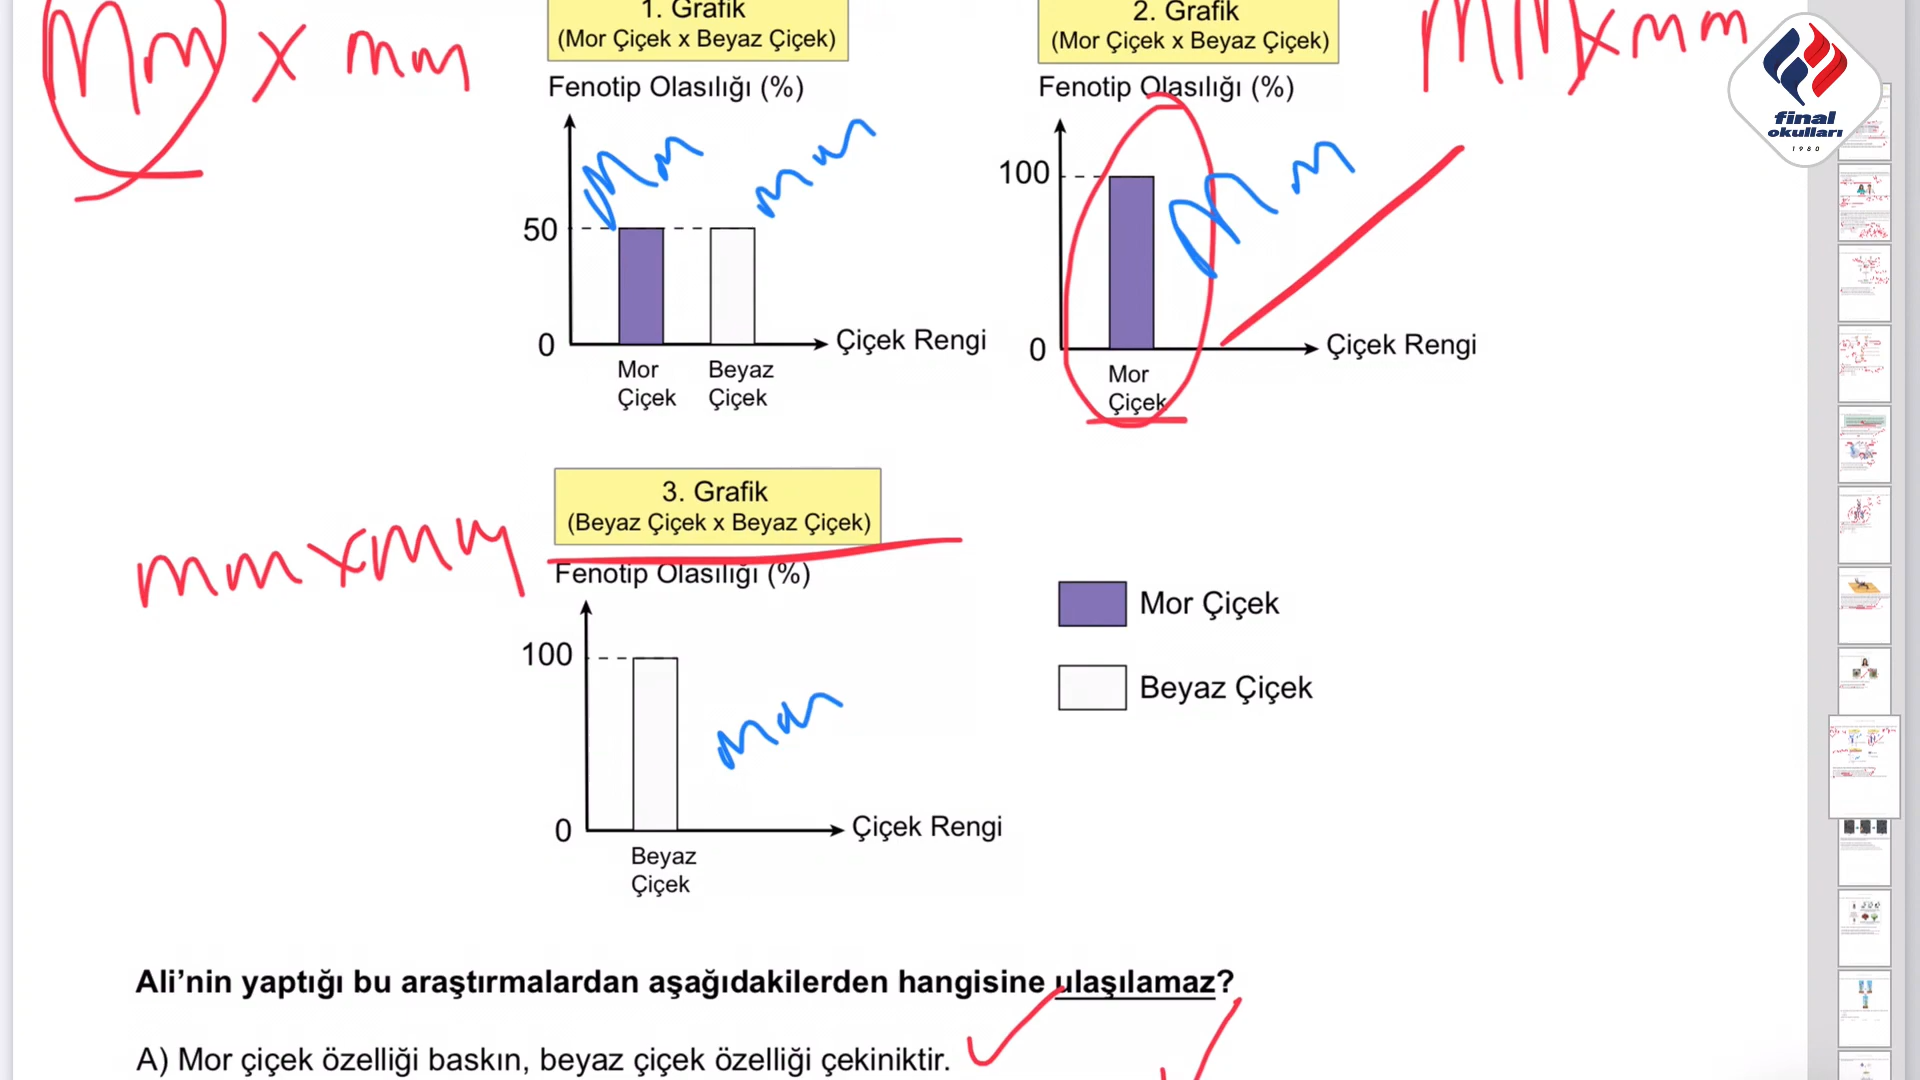 Mm x mm
1. Grafik
(Mor Çiçek x Beyaz Çiçek)
Fenotip Olasılığı (%)
Mm
mm
50
0
Çiçek Rengi
Mor
Çiçek
Beyaz
Çiçek
2. Grafik
(Mor Çiçek x Beyaz Çiçek)
MM x mm
Fenotip Olasılığı (%)
100
Mm
0
Çiçek Rengi
Mor
Çiçek
final
okulları
1980
mm x mm
3. Grafik
(Beyaz Çiçek x Beyaz Çiçek)
Fenotip Olasılığı (%)
100
mm
0
Çiçek Rengi
Beyaz
Çiçek
Mor Çiçek
Beyaz Çiçek
Ali’nin yaptığı bu araştırmalardan aşağıdakilerden hangisine ulaşılamaz?
A) Mor çiçek özelliği baskın, beyaz çiçek özelliği çekiniktir.